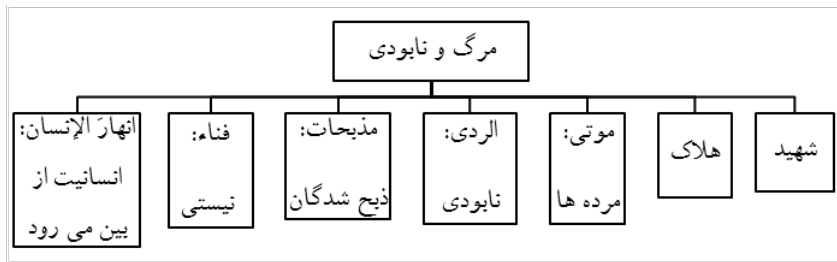 مرگ و نابودی
شهید
هلاک
موتی:
مرده ها
الردی:
نابودی
مذبحات:
ذبح شدگان
فناء:
نیستی
انهارَ الإنسان:
انسانیت از
بین می رود